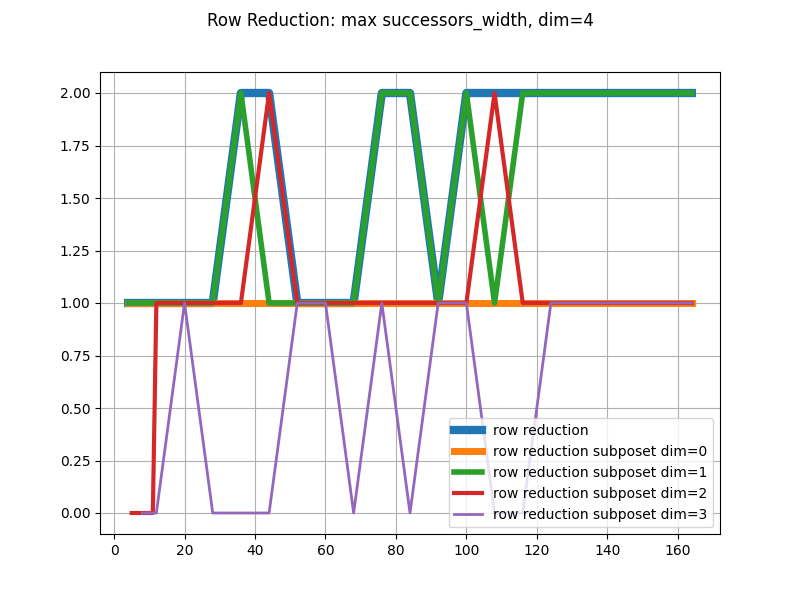 Row Reduction: max successors_width, dim=4
2.00
1.75
1.50
1.25
1.00
0.75
0.50
0.25
0.00
row reduction
row reduction subposet dim=0
row reduction subposet dim=1
row reduction subposet dim=2
row reduction subposet dim=3
0 20 40 60 80 100 120 140 160